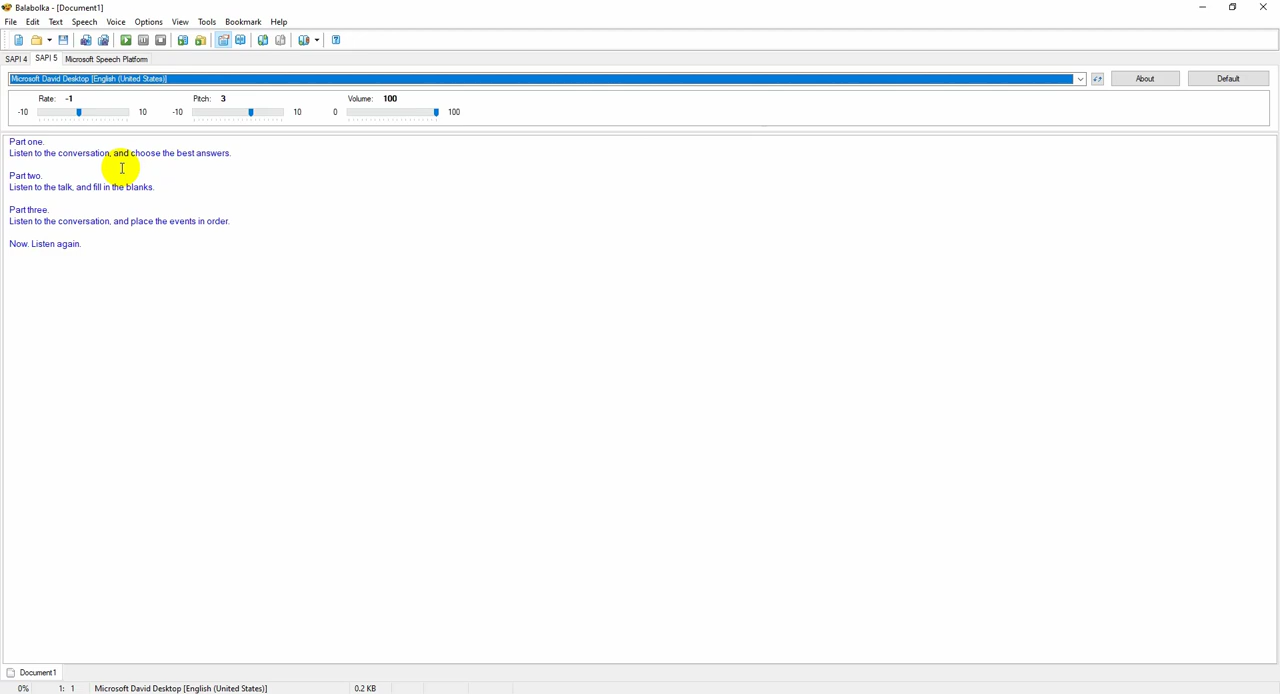 Balabolka - [Document1]
File Edit Text Speech Voice Options View Tools Bookmark Help
SAPI 4 SAPI 5 Microsoft Speech Platform
Microsoft David Desktop [English (United States)] About Default
Rate: -1 Pitch: 3 Volume: 100
-10 10 -10 10 0 100
Part one.
Listen to the conversation, and choose the best answers.
Part two.
Listen to the talk, and fill in the blanks.
Part three.
Listen to the conversation, and place the events in order.
Now. Listen again.
Document1
0% 1: 1 Microsoft David Desktop [English (United States)] 0.2 KB